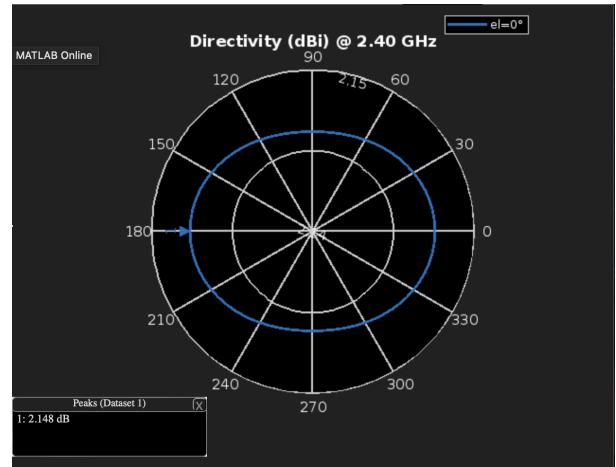 el=0°
Directivity (dBi) @ 2.40 GHz
MATLAB Online
90
2.15
120
60
150
30
180
0
210
330
240
300
270
Peaks (Dataset 1)
X
1: 2.148 dB